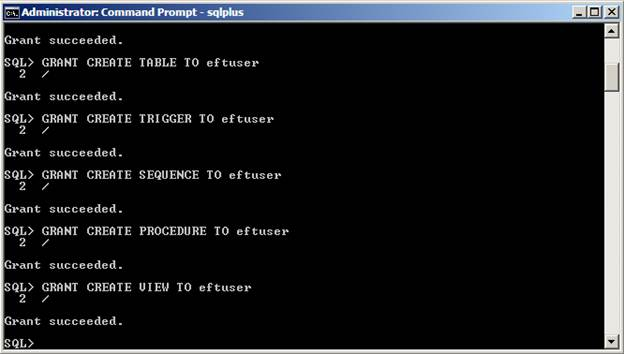 Administrator: Command Prompt - sqlplus
Grant succeeded.
SQL> GRANT CREATE TABLE TO eftuser
2 /
Grant succeeded.
SQL> GRANT CREATE TRIGGER TO eftuser
2 /
Grant succeeded.
SQL> GRANT CREATE SEQUENCE TO eftuser
2 /
Grant succeeded.
SQL> GRANT CREATE PROCEDURE TO eftuser
2 /
Grant succeeded.
SQL> GRANT CREATE VIEW TO eftuser
2 /
Grant succeeded.
SQL>